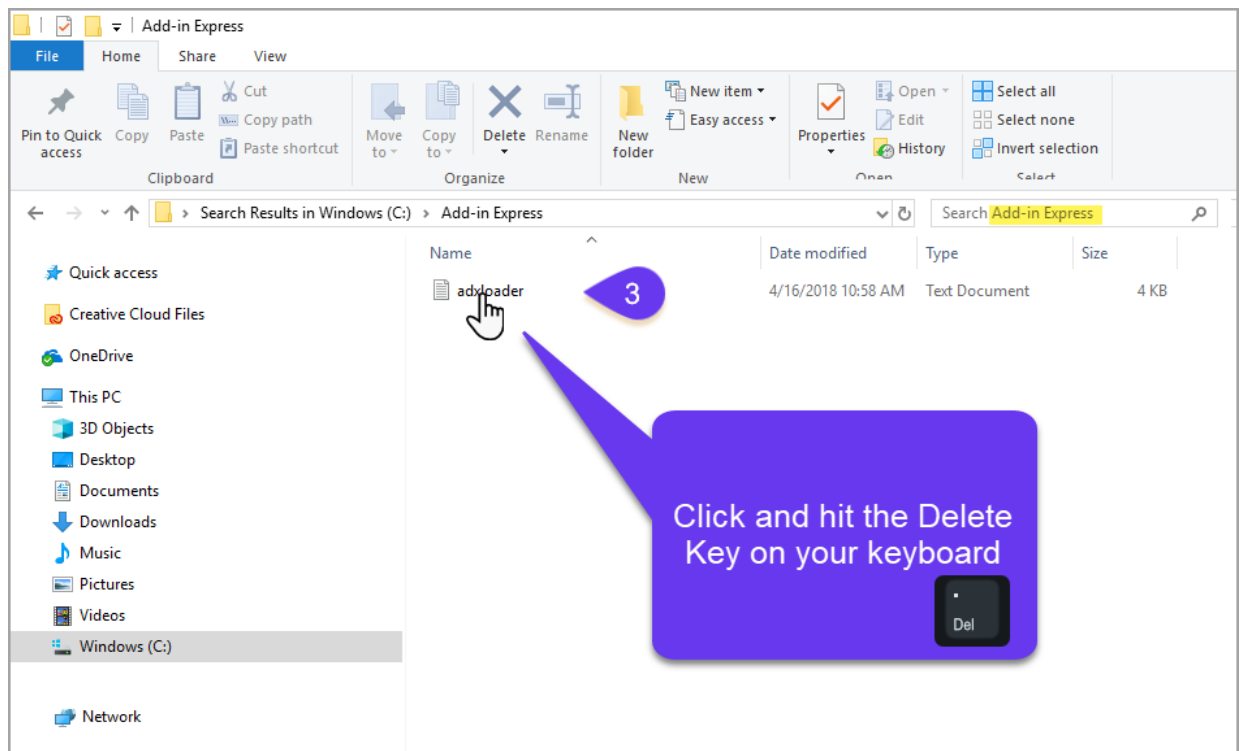 Add-in Express
File Home Share View
Pin to Quick access
Copy
Paste
Cut
Copy path
Paste shortcut
Clipboard
Move to
Copy to
Delete
Rename
Organize
New folder
New item
Easy access
New
Properties
Open
Edit
History
Open
Select all
Select none
Invert selection
Select
Search Results in Windows (C:) › Add-in Express
Search Add-in Express
Name Date modified Type Size
adxloader 4/16/2018 10:58 AM Text Document 4 KB
3
Quick access
Creative Cloud Files
OneDrive
This PC
3D Objects
Desktop
Documents
Downloads
Music
Pictures
Videos
Windows (C:)
Network
Click and hit the Delete
Key on your keyboard
.
Del